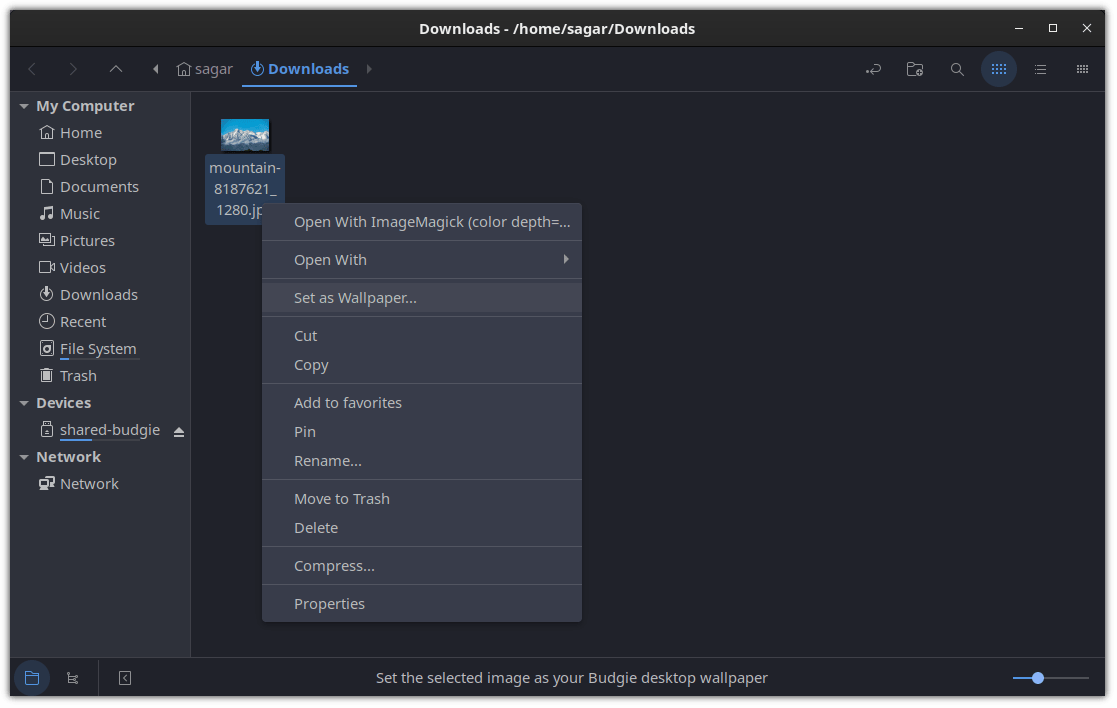 Downloads - /home/sagar/Downloads
sagar
Downloads
My Computer
Home
Desktop
Documents
Music
Pictures
Videos
Downloads
Recent
File System
Trash
Devices
shared-budgie
Network
Network
mountain-
8187621_
1280.jp
Open With ImageMagick (color depth=...
Open With
Set as Wallpaper...
Cut
Copy
Add to favorites
Pin
Rename...
Move to Trash
Delete
Compress...
Properties
Set the selected image as your Budgie desktop wallpaper